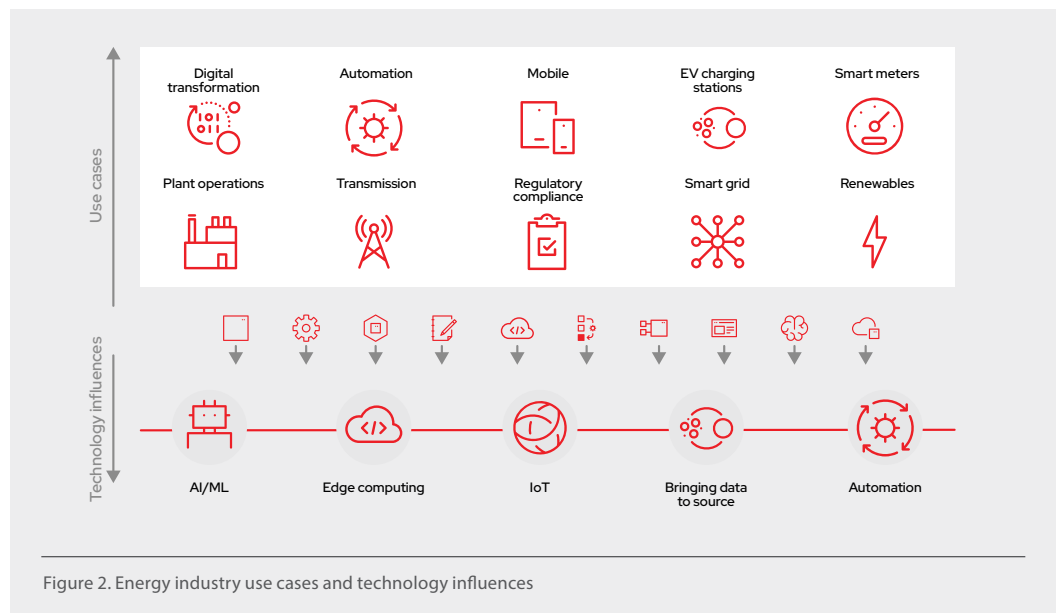 Use cases
Digital
transformation
Automation
Mobile
EV charging
stations
Smart meters
Plant operations
Transmission
Regulatory
compliance
Smart grid
Renewables
Technology influences
AI/ML
Edge computing
IoT
Bringing data
to source
Automation
Figure 2. Energy industry use cases and technology influences